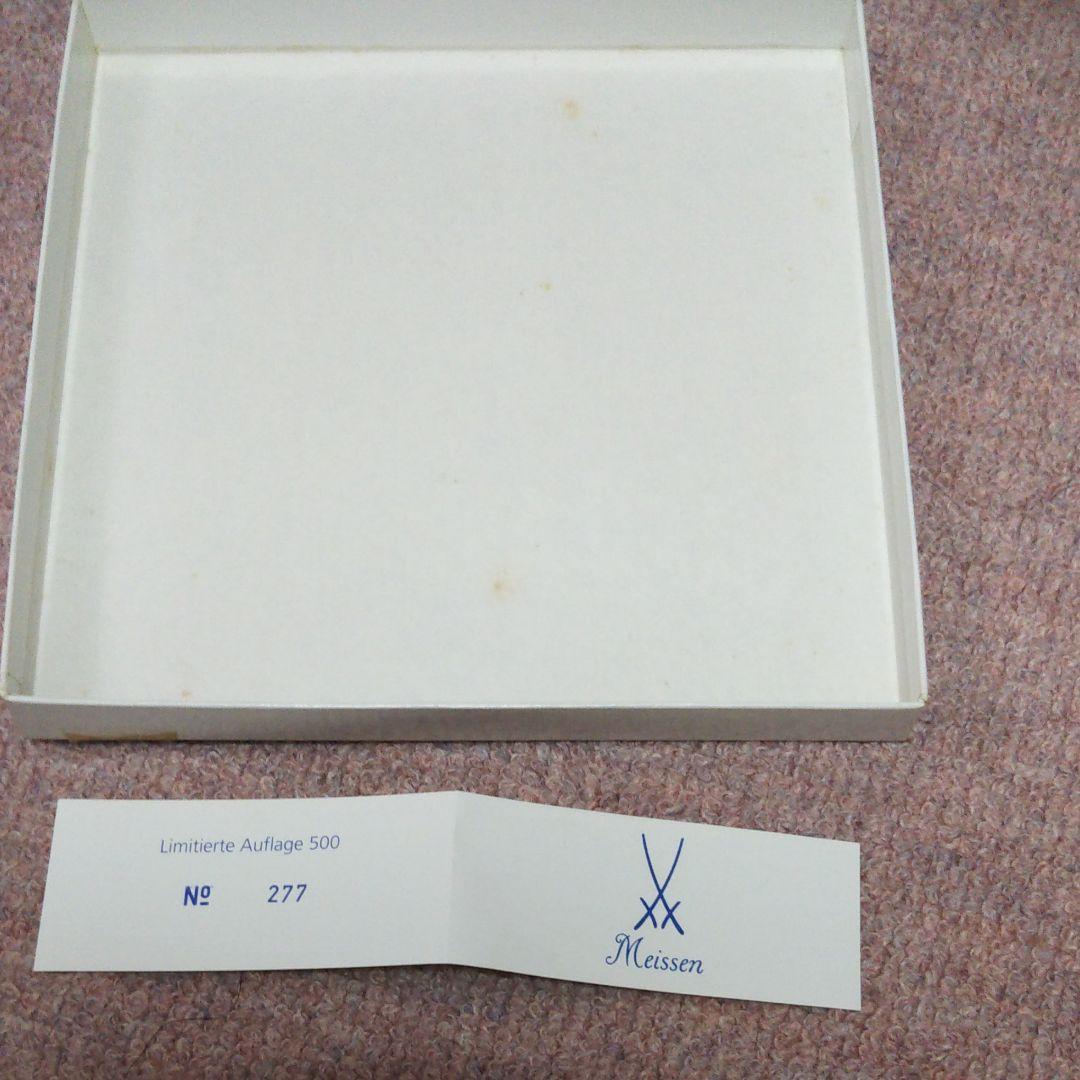 Limitierte Auflage 500
Nº 277
Meissen